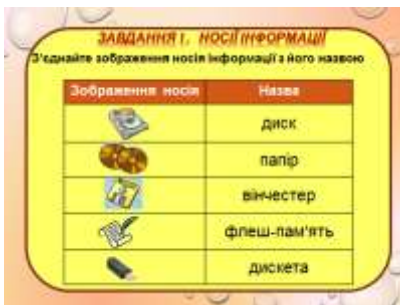 ЗАВДАННЯ 1. НОСІЇ ІНФОРМАЦІЇ
З'єднайте зображення носія інформації з його назвою
Зображення носія Назва
диск
папір
вінчестер
флеш-пам'ять
дискета